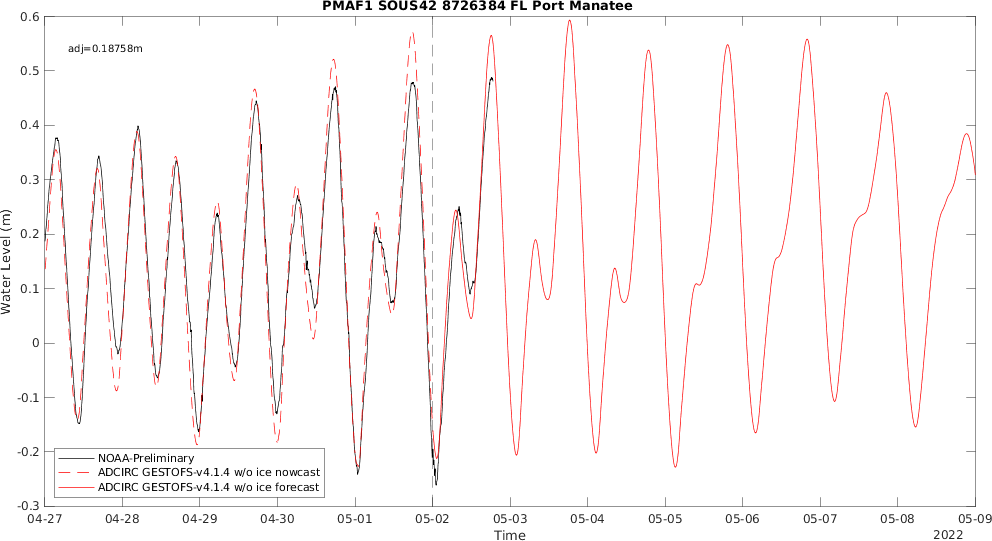 PMAF1 SOUS42 8726384 FL Port Manatee
adj=0.18758m
0.6
0.5
0.4
0.3
0.2
0.1
0
-0.1
-0.2
-0.3
Water Level (m)
NOAA-Preliminary
ADCIRC GESTOFS-v4.1.4 w/o ice nowcast
ADCIRC GESTOFS-v4.1.4 w/o ice forecast
04-27 04-28 04-29 04-30 05-01 05-02 05-03 05-04 05-05 05-06 05-07 05-08 05-09
Time
2022